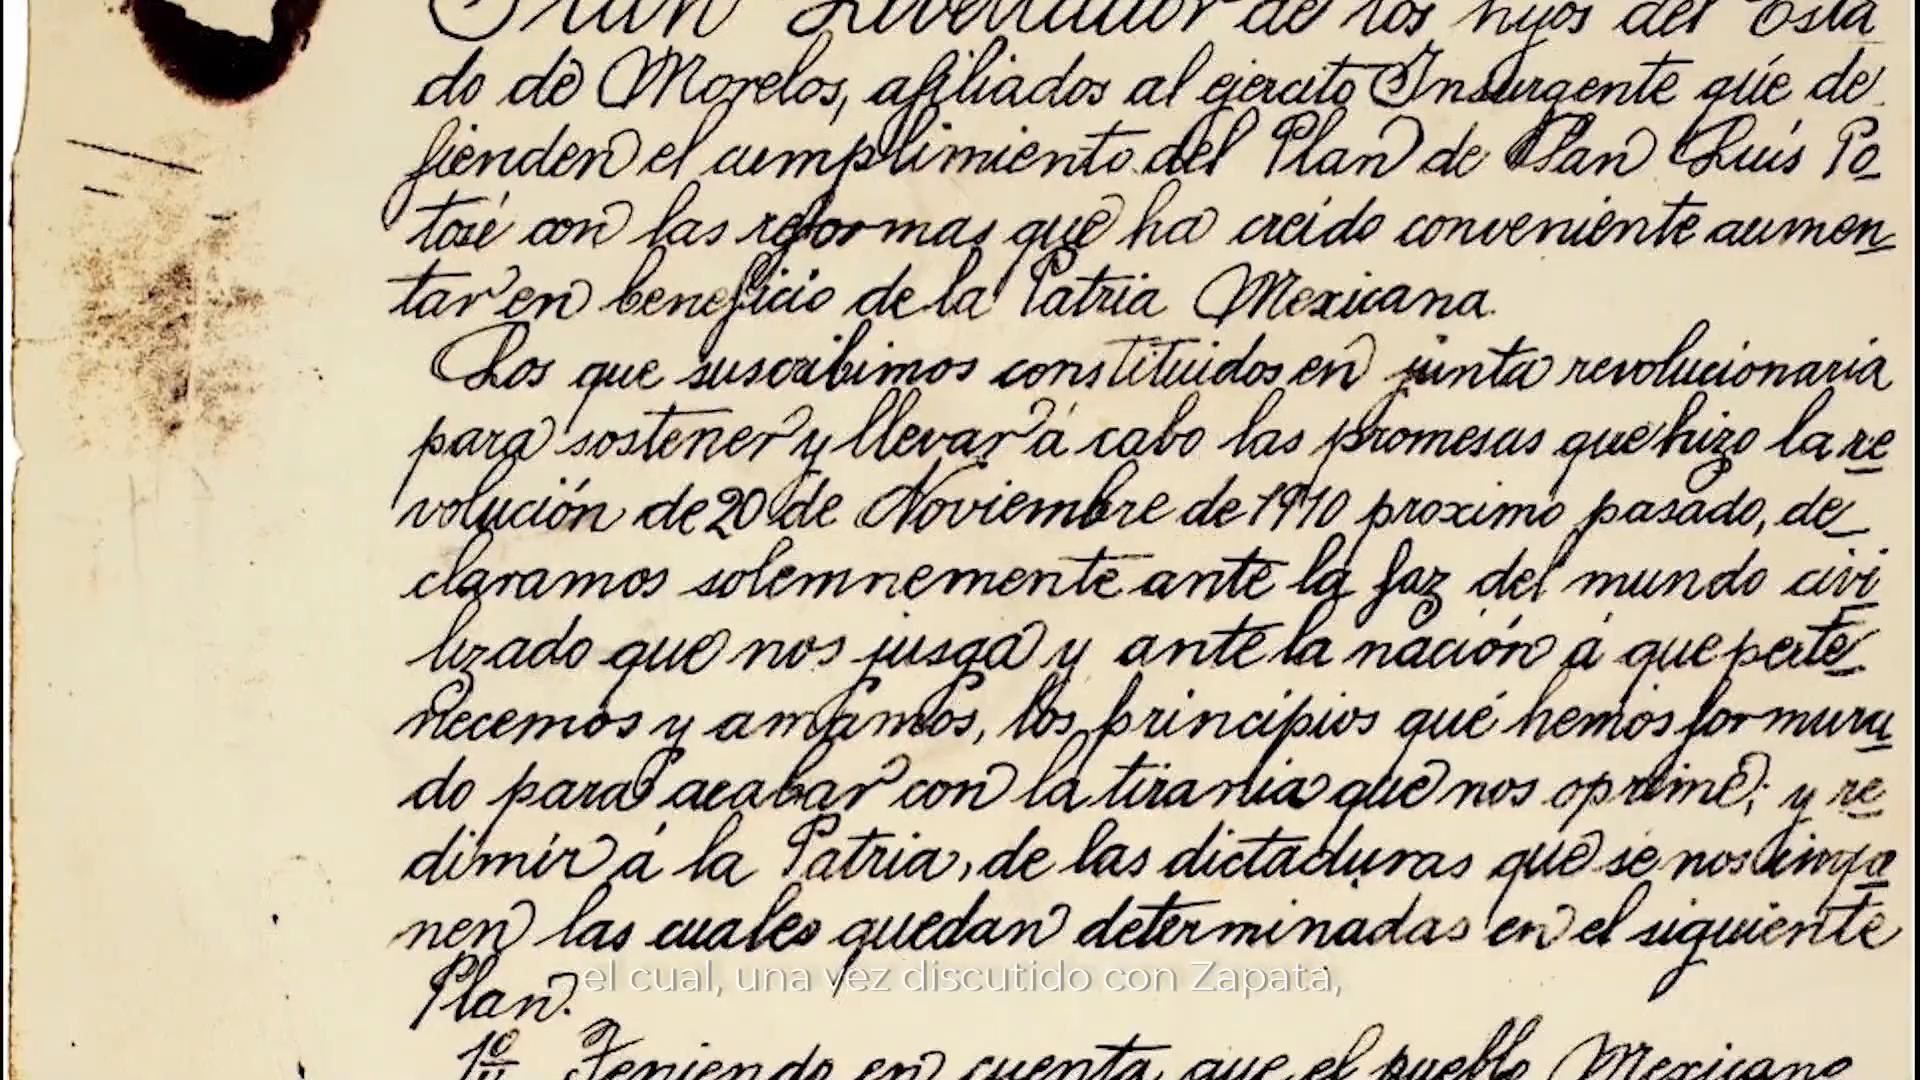 Plan Libertador de los hijos del Esta
do de Morelos, afiliados al ejercito Insurgente que de
fienden el cumplimiento del Plan de San Luis Po
tosi con las reformas que ha creido conveniente aumen
tar en beneficio de la Patria Mexicana.
Los que suscribimos constituidos en junta revolucionaria
para sostener y llevar á cabo las promesas que hizo la re
volución de 20 de Noviembre de 1910 proximo pasado, de
claramos solemnemente ante la faz del mundo civi
lizado que nos jusga y ante la nación á que perte
necemos y amamos, los principios que hemos formura
do para acabar con la tirania que nos oprime; y re
dimir á la Patria, de las dictaduras que se nos impo
nen las cuales quedan determinadas en el siguiente
Plan.
el cual, una vez discutido con Zapata,
1º Teniendo en cuenta que el pueblo Mexicano